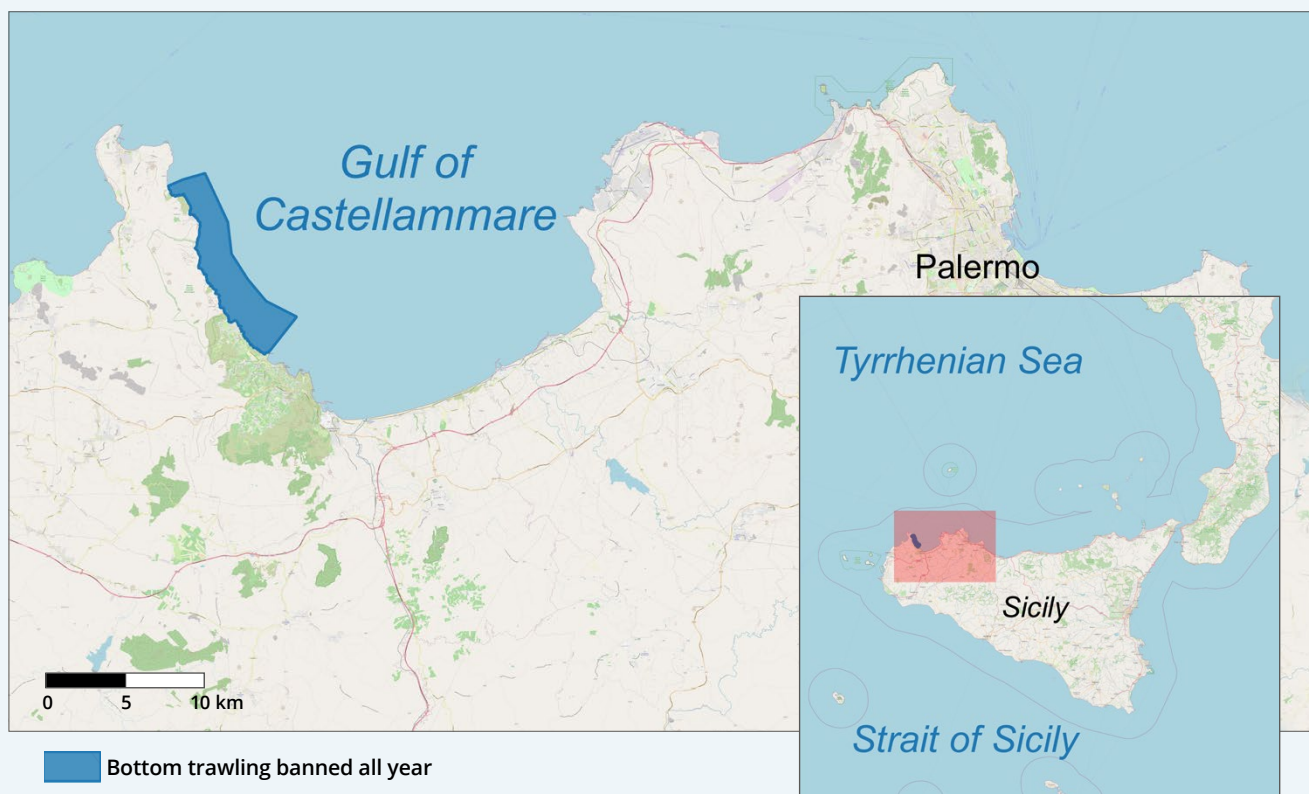 Gulf of
Castellammare
Palermo
Tyrrhenian Sea
Sicily
Strait of Sicily
0 5 10 km
Bottom trawling banned all year